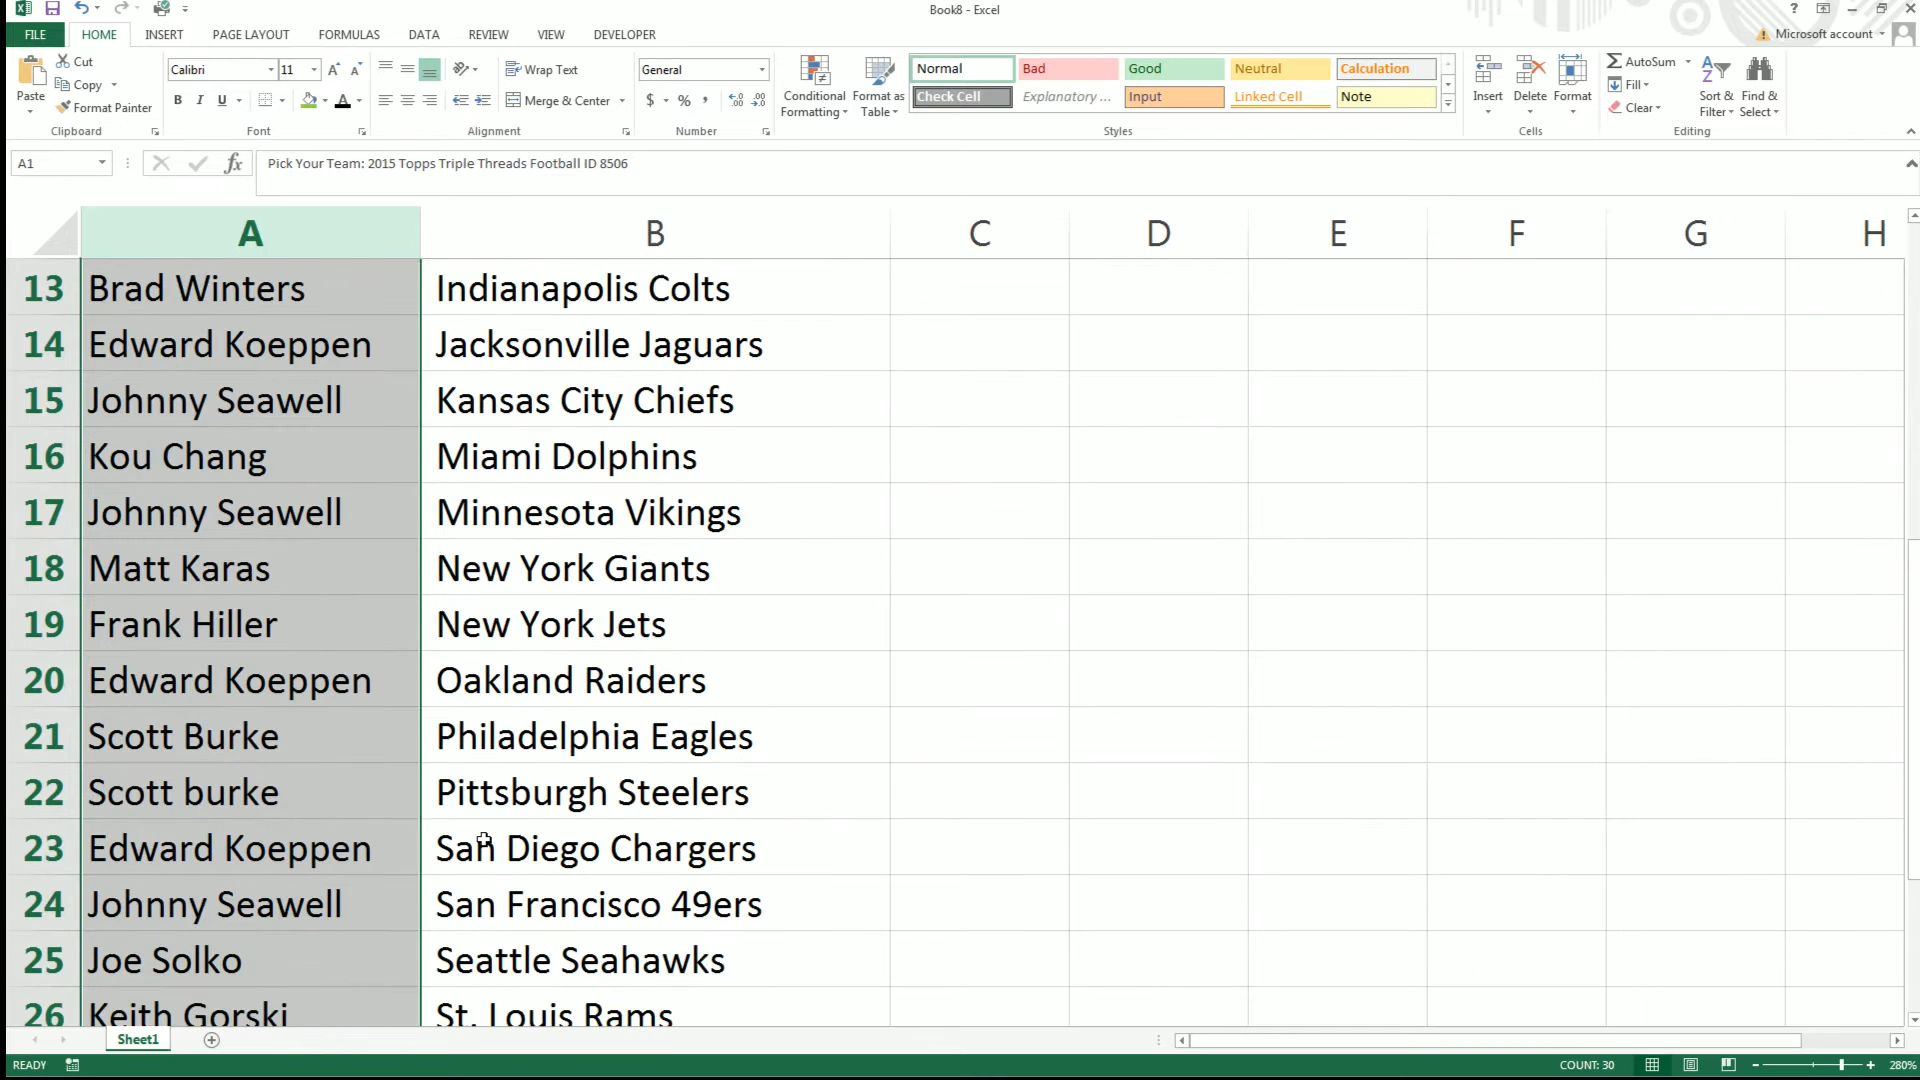 Book8 - Excel
?
FILE HOME INSERT PAGE LAYOUT FORMULAS DATA REVIEW VIEW DEVELOPER Microsoft account
Paste Cut Copy Format Painter
Clipboard
Calibri 11 A A
B I U A
Font
Wrap Text
Merge & Center
Alignment
General
$ % ,
Number
Conditional Formatting Format as Table
Normal Bad Good Neutral Calculation
Check Cell Explanatory ... Input Linked Cell Note
Styles
Insert Delete Format
Cells
AutoSum Fill Clear Sort & Filter Find & Select
Editing
A1 fx Pick Your Team: 2015 Topps Triple Threads Football ID 8506
A B C D E F G H
13 Brad Winters Indianapolis Colts
14 Edward Koeppen Jacksonville Jaguars
15 Johnny Seawell Kansas City Chiefs
16 Kou Chang Miami Dolphins
17 Johnny Seawell Minnesota Vikings
18 Matt Karas New York Giants
19 Frank Hiller New York Jets
20 Edward Koeppen Oakland Raiders
21 Scott Burke Philadelphia Eagles
22 Scott burke Pittsburgh Steelers
23 Edward Koeppen San Diego Chargers
24 Johnny Seawell San Francisco 49ers
25 Joe Solko Seattle Seahawks
26 Keith Gorski St. Louis Rams
Sheet1
READY COUNT: 30 280%